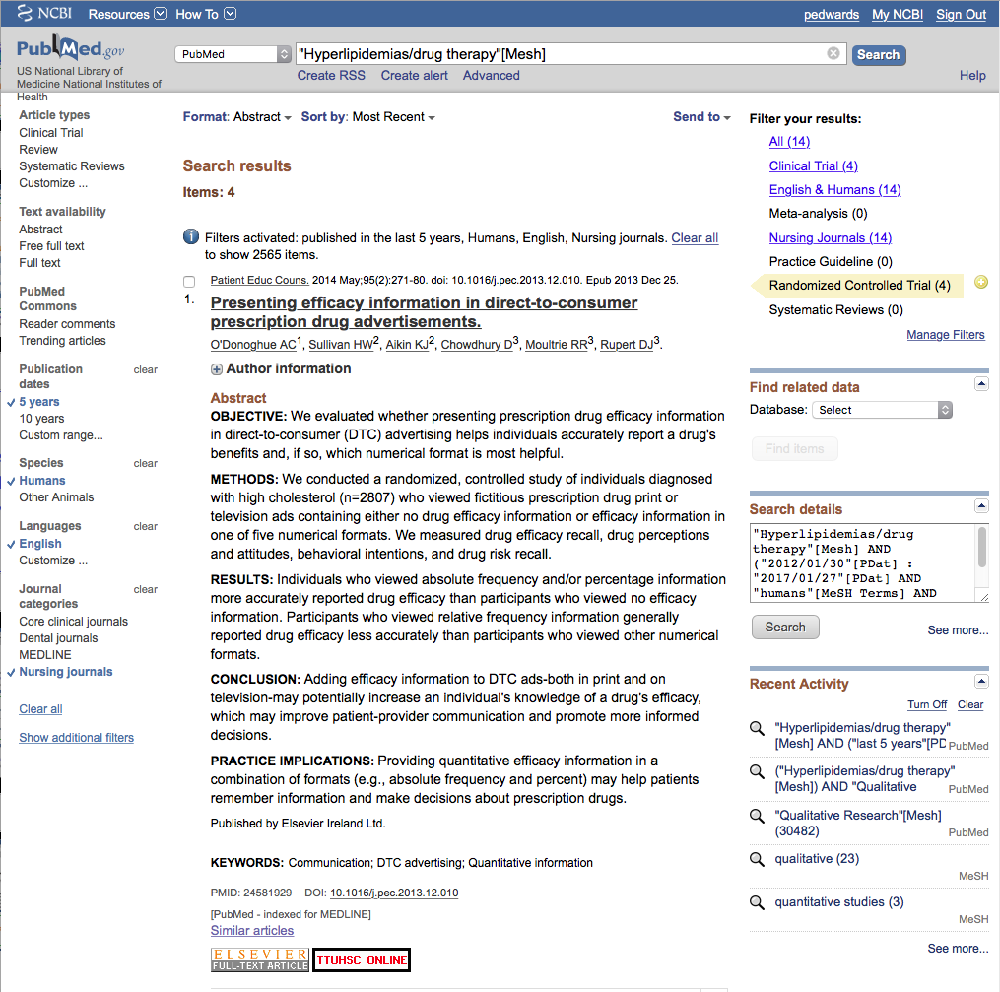 NCBI Resources How To pedwards My NCBI Sign Out
PubMed.gov
US National Library of
Medicine National Institutes of
Health
PubMed "Hyperlipidemias/drug therapy"[Mesh] Search
Create RSS Create alert Advanced Help
Article types
Clinical Trial
Review
Systematic Reviews
Customize ...
Text availability
Abstract
Free full text
Full text
PubMed
Commons
Reader comments
Trending articles
Publication clear
dates
5 years
10 years
Custom range...
Species clear
Humans
Other Animals
Languages clear
English
Customize ...
Journal clear
categories
Core clinical journals
Dental journals
MEDLINE
Nursing journals
Clear all
Show additional filters
Format: Abstract Sort by: Most Recent Send to
Search results
Items: 4
Filters activated: published in the last 5 years, Humans, English, Nursing journals. Clear all
to show 2565 items.
Patient Educ Couns. 2014 May;95(2):271-80. doi: 10.1016/j.pec.2013.12.010. Epub 2013 Dec 25.
1. Presenting efficacy information in direct-to-consumer
prescription drug advertisements.
O'Donoghue AC1, Sullivan HW2, Aikin KJ2, Chowdhury D3, Moultrie RR3, Rupert DJ3.
Author information
Abstract
OBJECTIVE: We evaluated whether presenting prescription drug efficacy information
in direct-to-consumer (DTC) advertising helps individuals accurately report a drug's
benefits and, if so, which numerical format is most helpful.
METHODS: We conducted a randomized, controlled study of individuals diagnosed
with high cholesterol (n=2807) who viewed fictitious prescription drug print or
television ads containing either no drug efficacy information or efficacy information in
one of five numerical formats. We measured drug efficacy recall, drug perceptions
and attitudes, behavioral intentions, and drug risk recall.
RESULTS: Individuals who viewed absolute frequency and/or percentage information
more accurately reported drug efficacy than participants who viewed no efficacy
information. Participants who viewed relative frequency information generally
reported drug efficacy less accurately than participants who viewed other numerical
formats.
CONCLUSION: Adding efficacy information to DTC ads-both in print and on
television-may potentially increase an individual's knowledge of a drug's efficacy,
which may improve patient-provider communication and promote more informed
decisions.
PRACTICE IMPLICATIONS: Providing quantitative efficacy information in a
combination of formats (e.g., absolute frequency and percent) may help patients
remember information and make decisions about prescription drugs.
Published by Elsevier Ireland Ltd.
KEYWORDS: Communication; DTC advertising; Quantitative information
PMID: 24581929 DOI: 10.1016/j.pec.2013.12.010
[PubMed - indexed for MEDLINE]
Similar articles
ELSEVIER
FULL-TEXT ARTICLE
TTUHSC ONLINE
Filter your results:
All (14)
Clinical Trial (4)
English & Humans (14)
Meta-analysis (0)
Nursing Journals (14)
Practice Guideline (0)
Randomized Controlled Trial (4)
Systematic Reviews (0)
Manage Filters
Find related data
Database: Select
Find items
Search details
"Hyperlipidemias/drug
therapy"[Mesh] AND
("2012/01/30"[PDat] :
"2017/01/27"[PDat] AND
"humans"[MeSH Terms] AND
Search See more...
Recent Activity
Turn Off Clear
"Hyperlipidemias/drug therapy"
[Mesh] AND ("last 5 years"[PD PubMed
("Hyperlipidemias/drug therapy"
[Mesh]) AND "Qualitative PubMed
"Qualitative Research"[Mesh]
(30482) PubMed
qualitative (23)
MeSH
quantitative studies (3)
MeSH
See more...